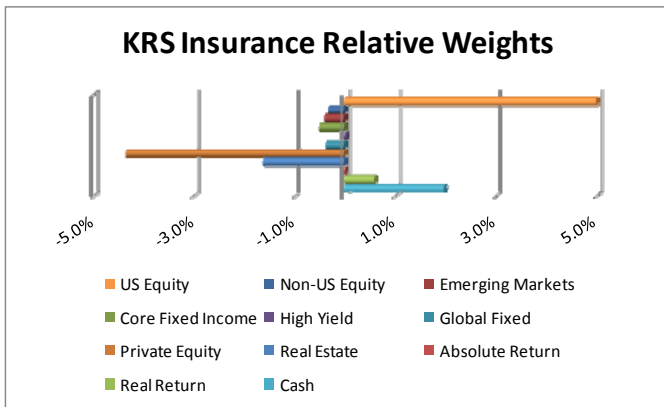 KRS Insurance Relative Weights
-5.0% -3.0% -1.0% 1.0% 3.0% 5.0%
US Equity Non-US Equity Emerging Markets
Core Fixed Income High Yield Global Fixed
Private Equity Real Estate Absolute Return
Real Return Cash